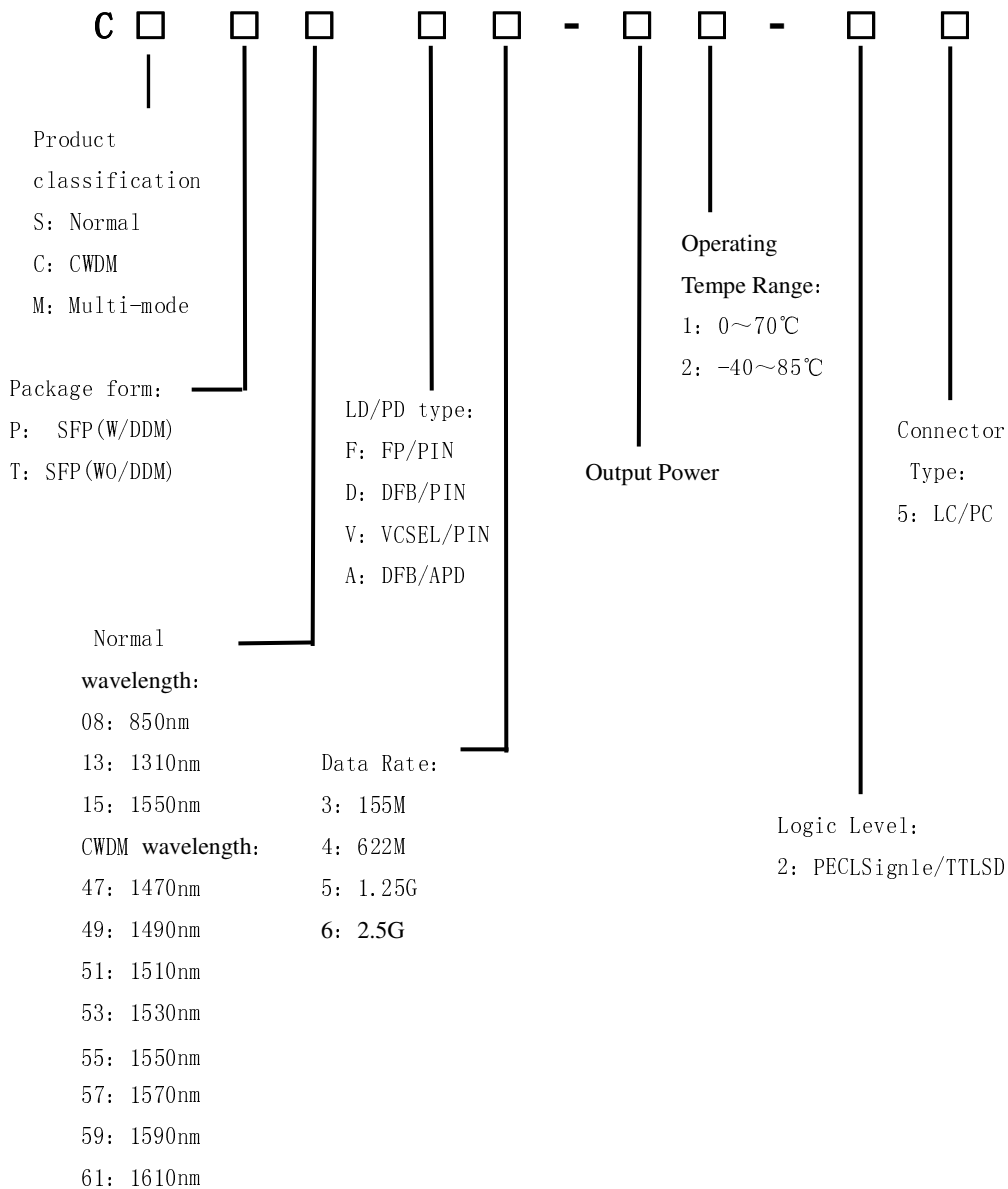 C□ □ □ □ □ - □ □ - □ □
Product
classification
S: Normal
C: CWDM
M: Multi-mode
Package form:
P: SFP(W/DDM)
T: SFP(WO/DDM)
Normal
wavelength:
08: 850nm
13: 1310nm
15: 1550nm
CWDM wavelength:
47: 1470nm
49: 1490nm
51: 1510nm
53: 1530nm
55: 1550nm
57: 1570nm
59: 1590nm
61: 1610nm
LD/PD type:
F: FP/PIN
D: DFB/PIN
V: VCSEL/PIN
A: DFB/APD
Data Rate:
3: 155M
4: 622M
5: 1.25G
6: 2.5G
Output Power
Operating
Tempe Range:
1: 0～70℃
2: -40～85℃
Logic Level:
2: PECLSignle/TTLSD
Connector
Type:
5: LC/PC